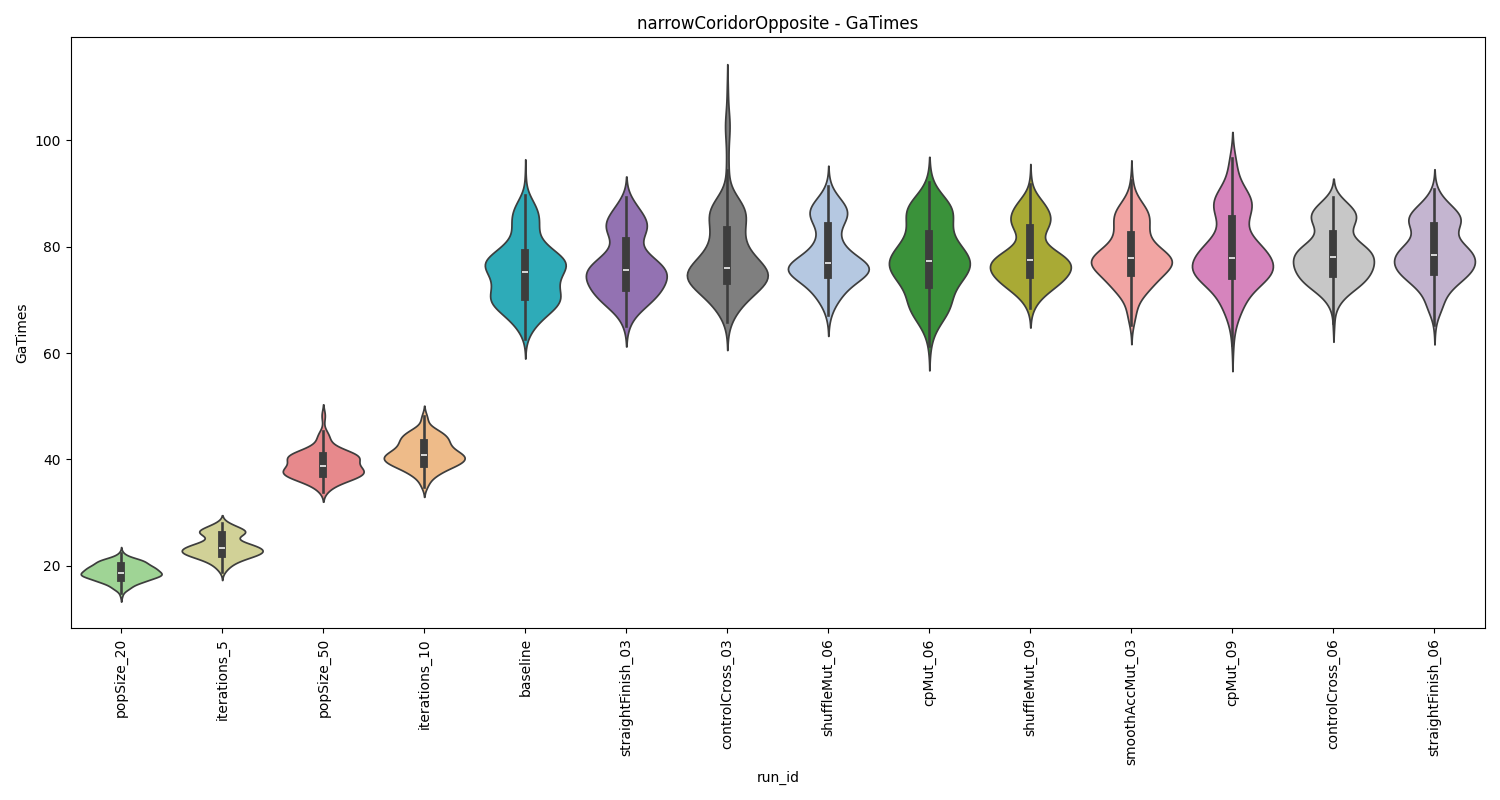 narrowCoridorOpposite - GaTimes
GaTimes
100
80
60
40
20
popSize_20
iterations_5
popSize_50
iterations_10
baseline
straightFinish_03
controlCross_03
shuffleMut_06
cpMut_06
shuffleMut_09
smoothAccMut_03
cpMut_09
controlCross_06
straightFinish_06
run_id